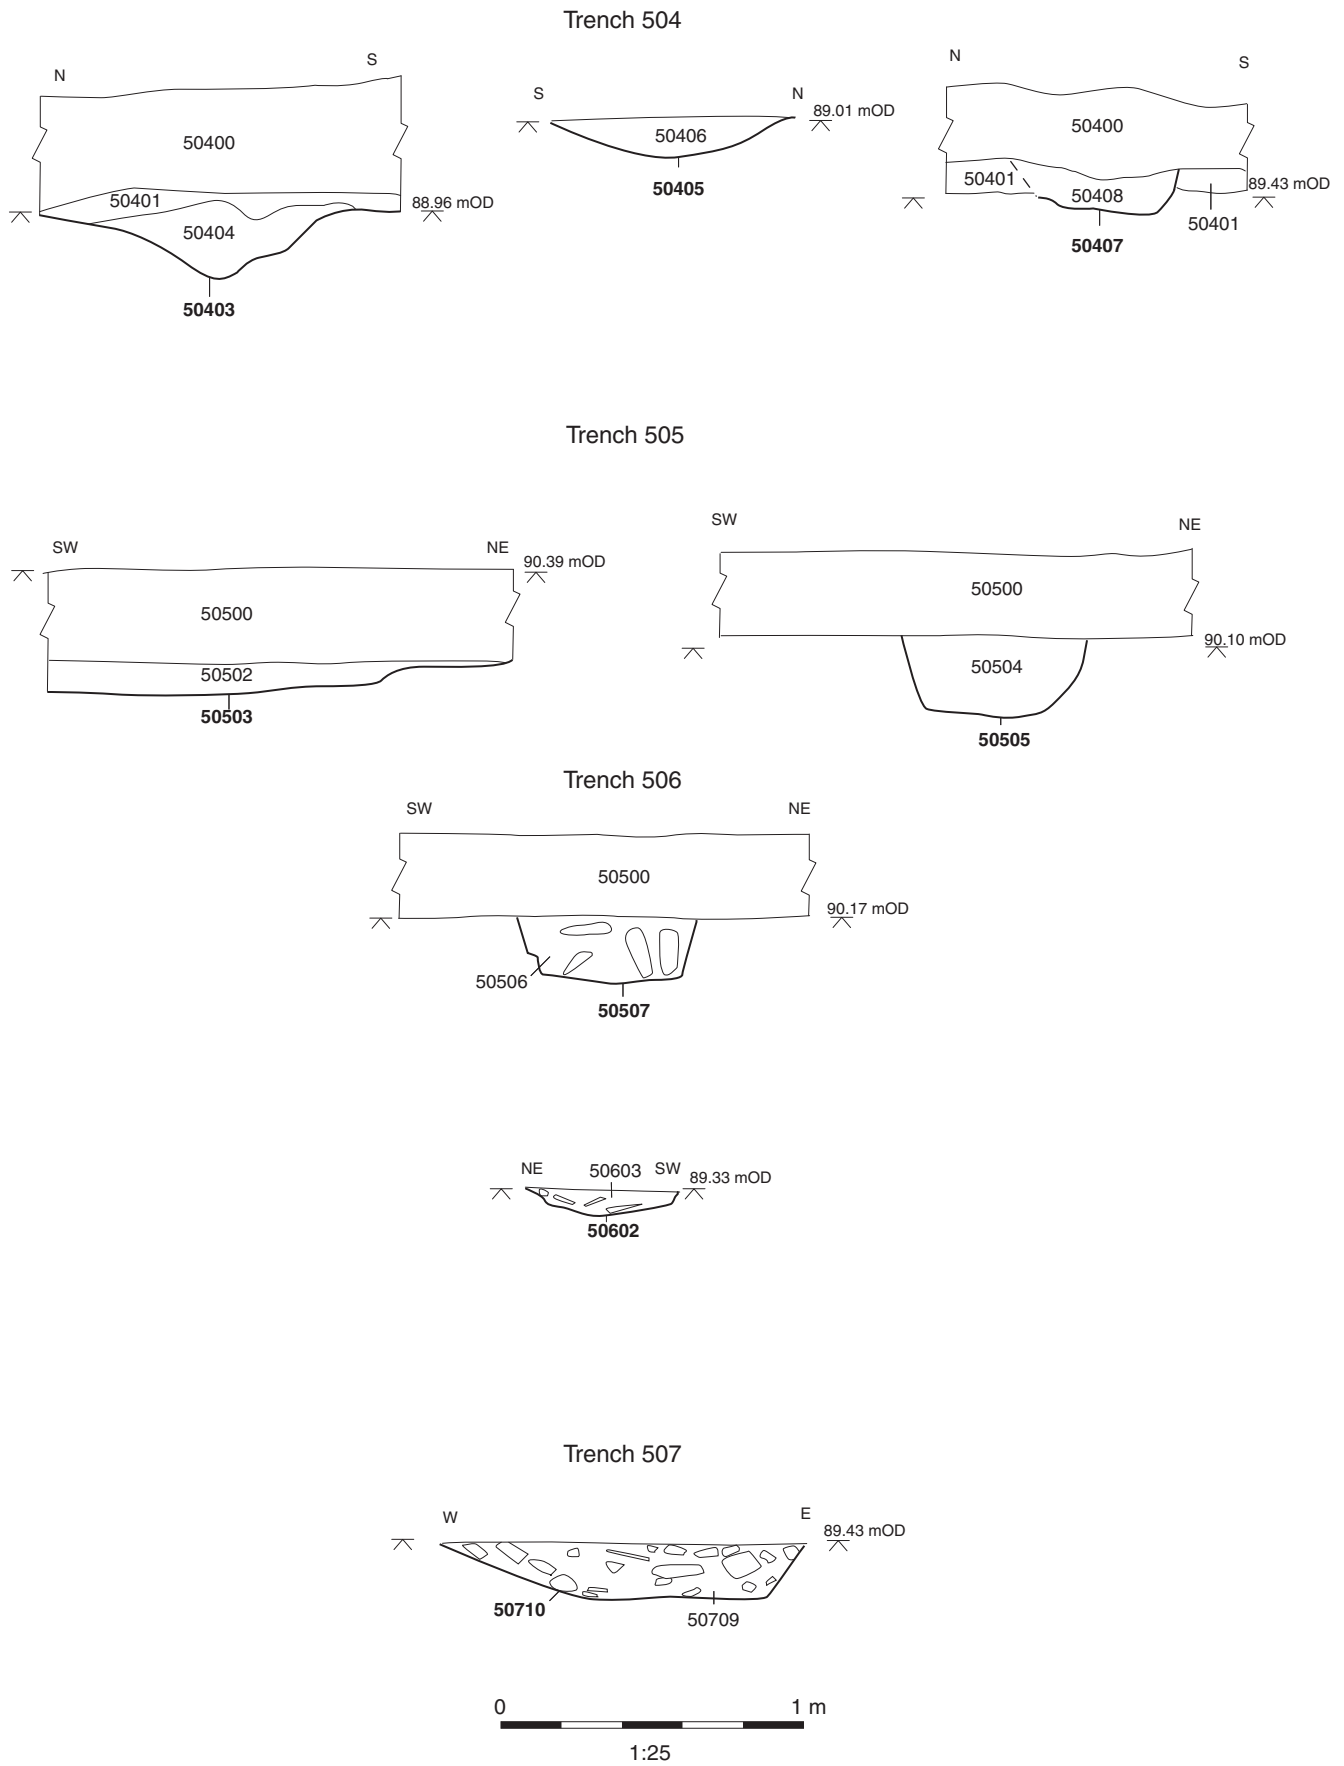 Trench 504
N
S
50400
50401
88.96 mOD
50404
50403
S
N
89.01 mOD
50406
50405
N
S
50400
50401
50408
89.43 mOD
50401
50407
Trench 505
SW
NE
90.39 mOD
50500
50502
50503
SW
NE
50500
90.10 mOD
50504
50505
Trench 506
SW
NE
50500
90.17 mOD
50506
50507
NE
50603
SW
89.33 mOD
50602
Trench 507
W
E
89.43 mOD
50710
50709
0
1 m
1:25